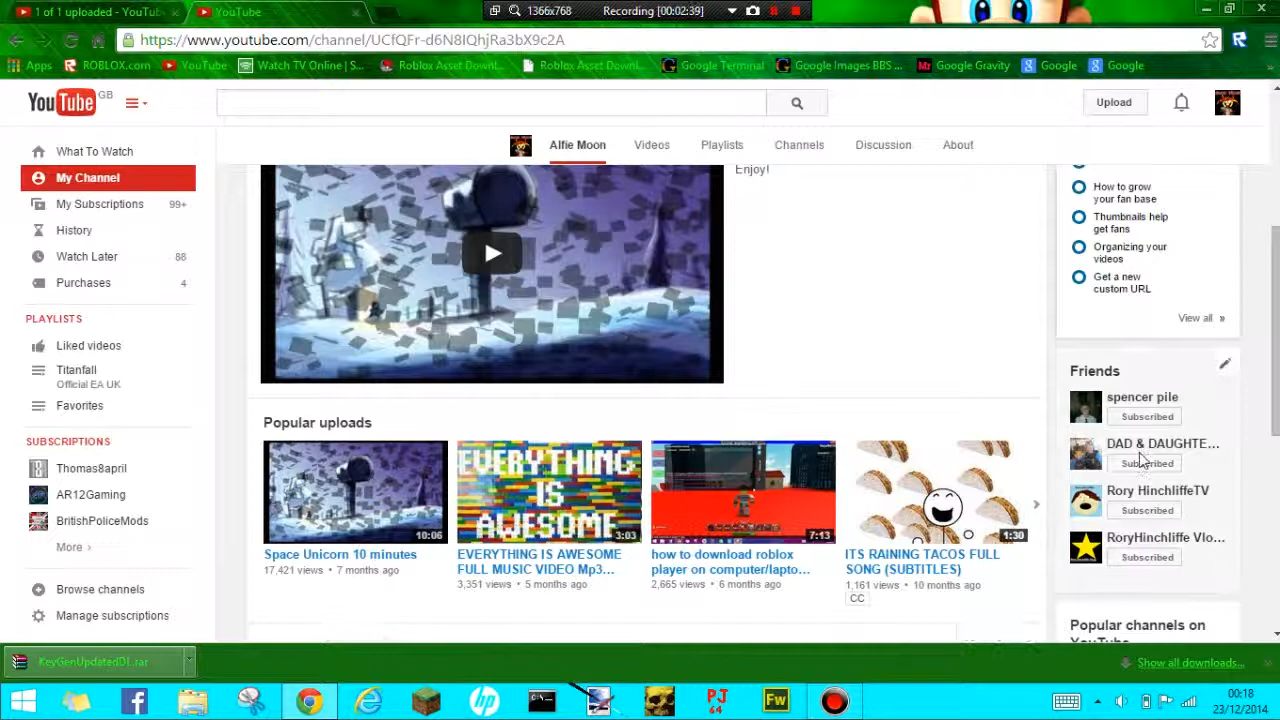 1 of 1 uploaded - YouTub
YouTube
1366x768
Recording [00:02:39]
https://www.youtube.com/channel/UCfQFr-d6N8IQhjRa3bX9c2A
Apps
ROBLOX.com
YouTube
Watch TV Online | S...
Roblox Asset Downl...
Roblox Asset Downl...
Google Terminal
Google Images BBS ...
Mr
Google Gravity
Google
Google
You Tube GB
Upload
What To Watch
My Channel
My Subscriptions 99+
History
Watch Later 88
Purchases 4
PLAYLISTS
Liked videos
Titanfall
Official EA UK
Favorites
SUBSCRIPTIONS
Thomas8april
AR12Gaming
BritishPoliceMods
More ›
Browse channels
Manage subscriptions
Alfie Moon
Videos
Playlists
Channels
Discussion
About
Enjoy!
Popular uploads
EVERYTHING
IS
AWESOME
10:06
3:03
7:13
1:30
Space Unicorn 10 minutes
17,421 views • 7 months ago
EVERYTHING IS AWESOME
FULL MUSIC VIDEO Mp3...
3,351 views • 5 months ago
how to download roblox
player on computer/lapto...
2,665 views • 6 months ago
ITS RAINING TACOS FULL
SONG (SUBTITLES)
1,161 views • 10 months ago
CC
How to grow
your fan base
Thumbnails help
get fans
Organizing your
videos
Get a new
custom URL
View all »
Friends
spencer pile
Subscribed
DAD & DAUGHTE...
Subscribed
Rory HinchliffeTV
Subscribed
RoryHinchliffe Vlo...
Subscribed
Popular channels on
YouTube
KeyGenUpdatedDl.rar
Show all downloads...
PJ
64
Fw
00:18
23/12/2014